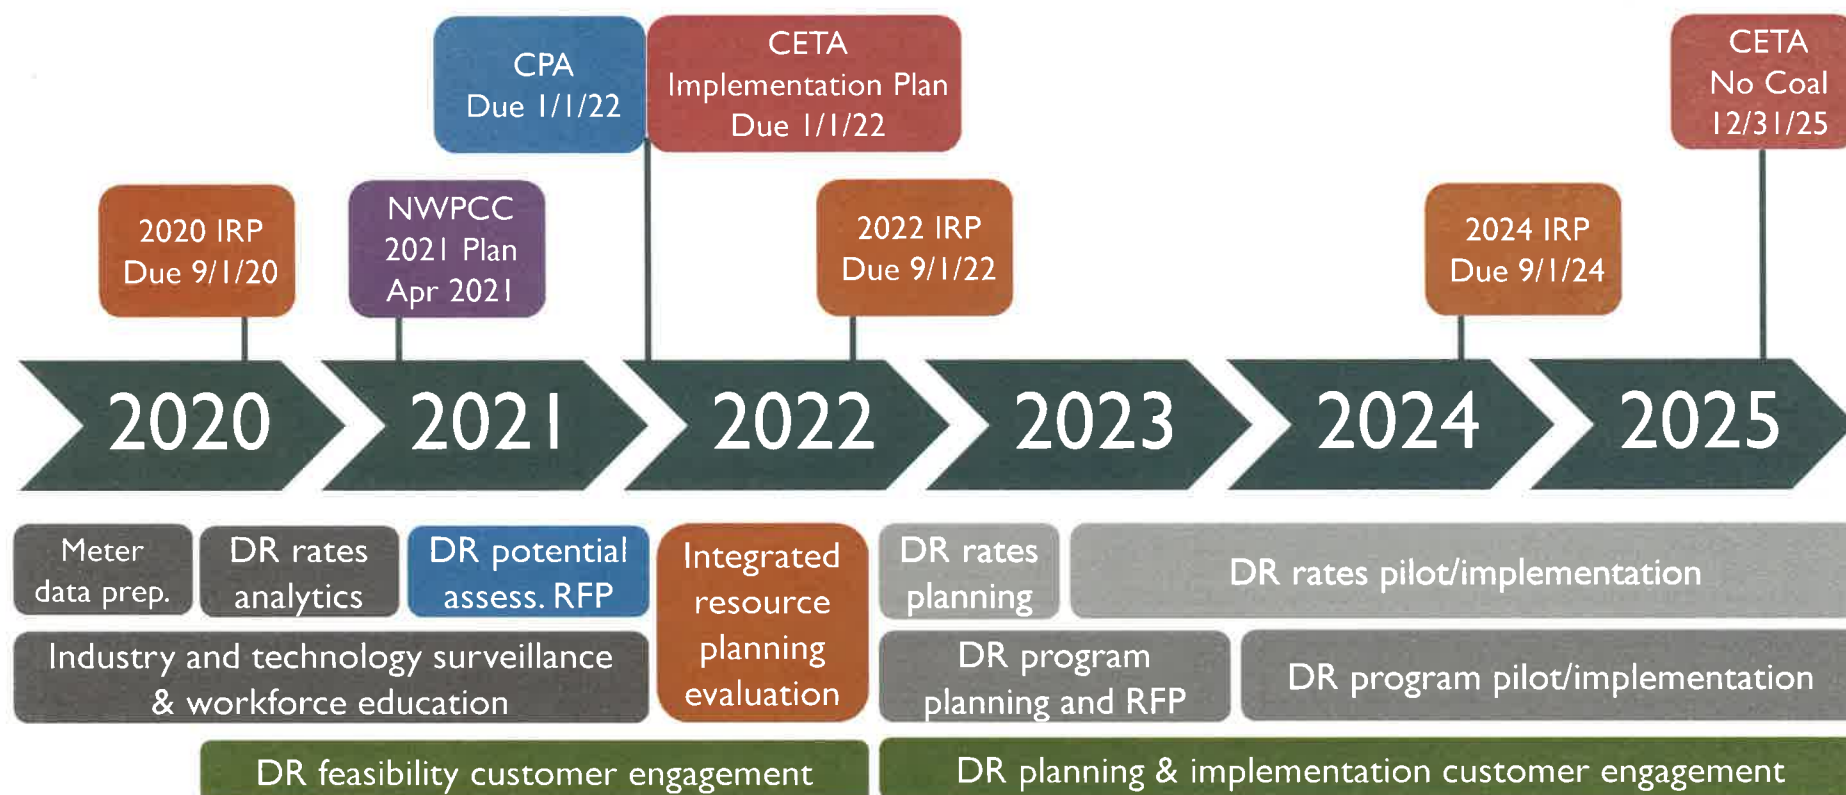 CPA
Due 1/1/22
CETA
Implementation Plan
Due 1/1/22
CETA
No Coal
12/31/25
2020 IRP
Due 9/1/20
NWPCC
2021 Plan
Apr 2021
2022 IRP
Due 9/1/22
2024 IRP
Due 9/1/24
2020
2021
2022
2023
2024
2025
Meter
data prep.
DR rates
analytics
DR potential
assess. RFP
Integrated
resource
planning
evaluation
DR rates
planning
DR rates pilot/implementation
Industry and technology surveillance
& workforce education
DR program
planning and RFP
DR program pilot/implementation
DR feasibility customer engagement
DR planning & implementation customer engagement